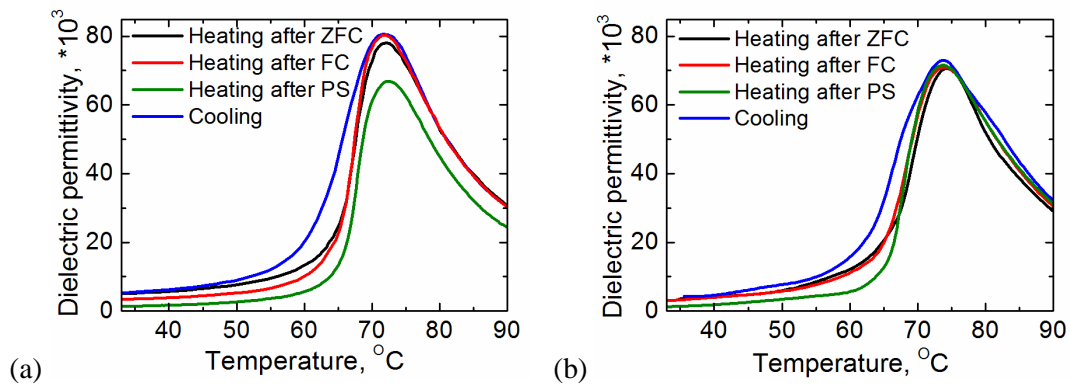 Dielectric permittivity, *10³
80
60
40
20
0
Heating after ZFC
Heating after FC
Heating after PS
Cooling
40 50 60 70 80 90
Temperature, °C
(a)
Dielectric permittivity, *10³
80
60
40
20
0
Heating after ZFC
Heating after FC
Heating after PS
Cooling
40 50 60 70 80 90
Temperature, °C
(b)